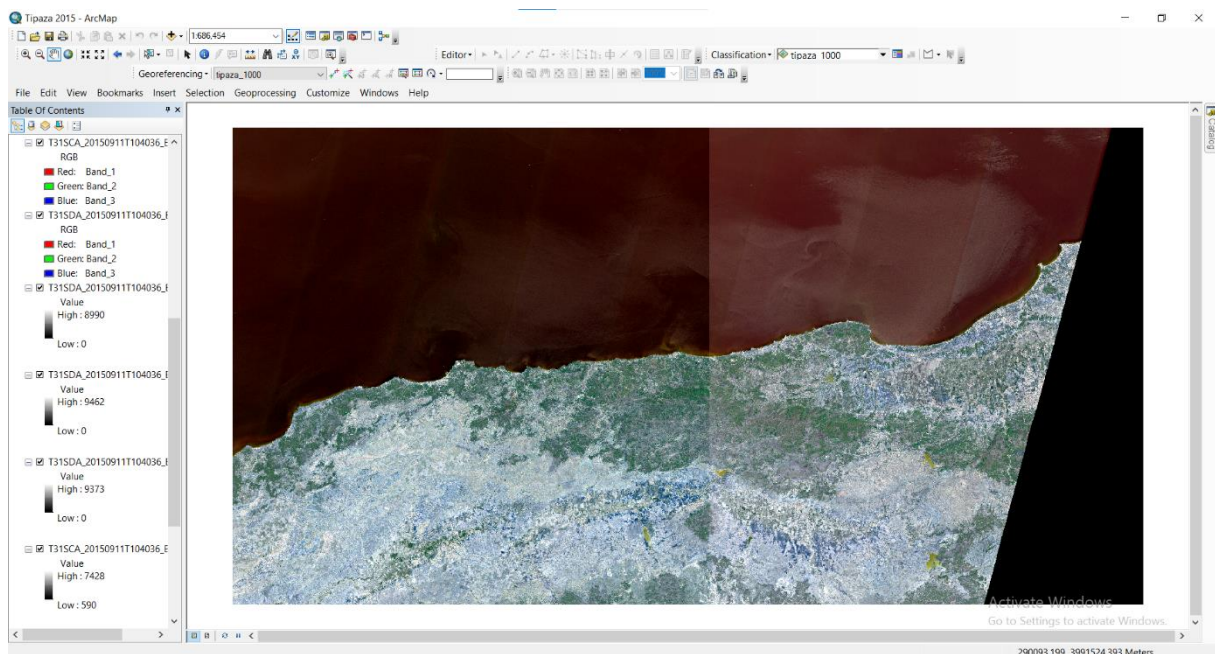 Tipaza 2015 - ArcMap
1:686,454
Editor
Classification tipaza 1000
Georeferencing tipaza_1000
File Edit View Bookmarks Insert Selection Geoprocessing Customize Windows Help
Table Of Contents
Catalog
T31SCA_20150911T104036_E
RGB
Red: Band_1
Green: Band_2
Blue: Band_3
T31SDA_20150911T104036_E
RGB
Red: Band_1
Green: Band_2
Blue: Band_3
T31SDA_20150911T104036_E
Value
High : 8990
Low : 0
T31SDA_20150911T104036_E
Value
High : 9462
Low : 0
T31SDA_20150911T104036_E
Value
High : 9373
Low : 0
T31SCA_20150911T104036_E
Value
High : 7428
Low : 590
Activate Windows
Go to Settings to activate Windows.
290093,199 3991524,393 Meters